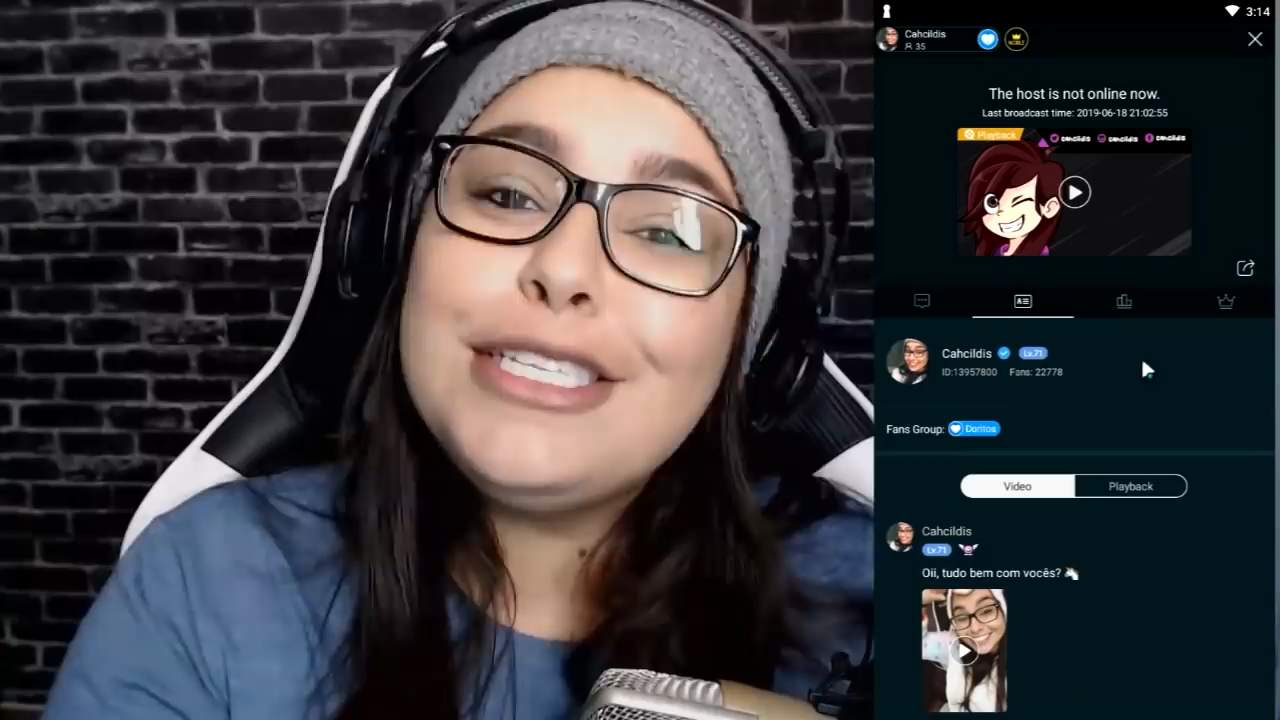 3:14
Cahcildis
35
NOBLE
The host is not online now.
Last broadcast time: 2019-06-18 21:02:55
Playback
cahcildis cahcildis cahcildis
Cahcildis Lv.71
ID:13957800 Fans: 22778
Fans Group: Doritos
Video Playback
Cahcildis
Lv.71
Oii, tudo bem com vocês?